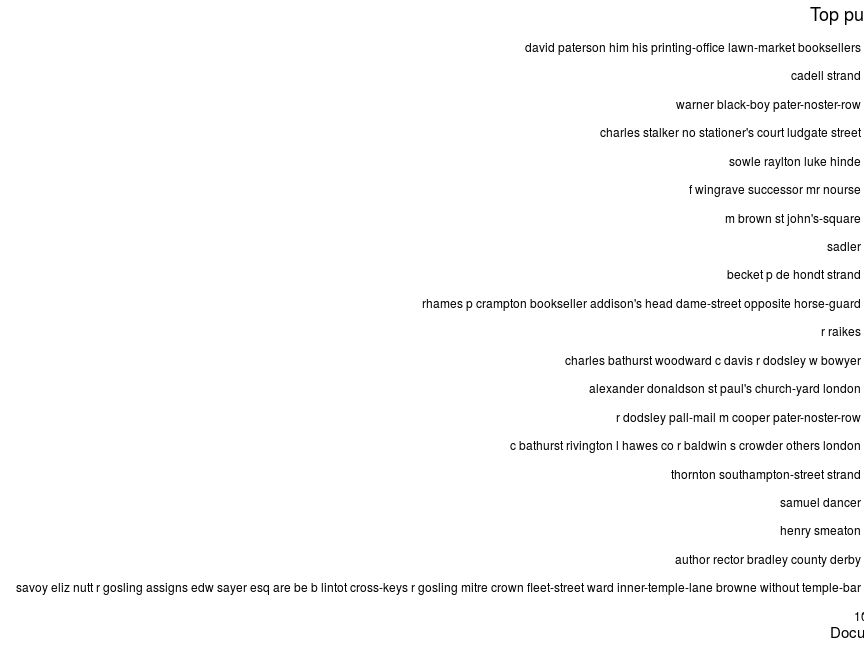 Top pu
david paterson him his printing-office lawn-market booksellers
cadell strand
warner black-boy pater-noster-row
charles stalker no stationer's court ludgate street
sowle raylton luke hinde
f wingrave successor mr nourse
m brown st john's-square
sadler
becket p de hondt strand
rhames p crampton bookseller addison's head dame-street opposite horse-guard
r raikes
charles bathurst woodward c davis r dodsley w bowyer
alexander donaldson st paul's church-yard london
r dodsley pall-mail m cooper pater-noster-row
c bathurst rivington l hawes co r baldwin s crowder others london
thornton southampton-street strand
samuel dancer
henry smeaton
author rector bradley county derby
savoy eliz nutt r gosling assigns edw sayer esq are be b lintot cross-keys r gosling mitre crown fleet-street ward inner-temple-lane browne without temple-bar
Docu